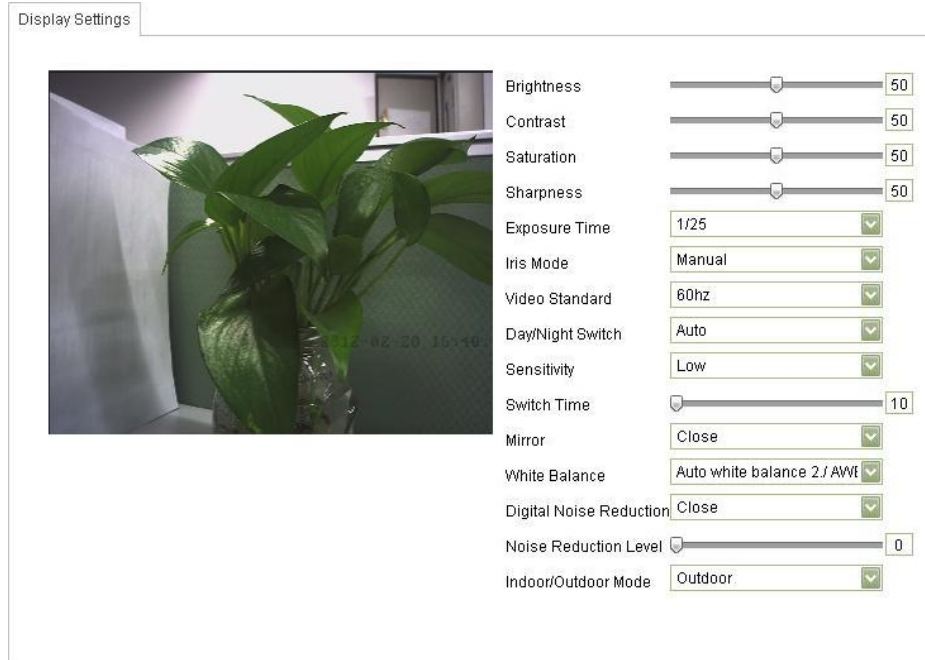 Display Settings
Brightness 50
Contrast 50
Saturation 50
Sharpness 50
Exposure Time 1/25
Iris Mode Manual
Video Standard 60hz
Day/Night Switch Auto
Sensitivity Low
Switch Time 10
Mirror Close
White Balance Auto white balance 2./ AWE
Digital Noise Reduction Close
Noise Reduction Level 0
Indoor/Outdoor Mode Outdoor